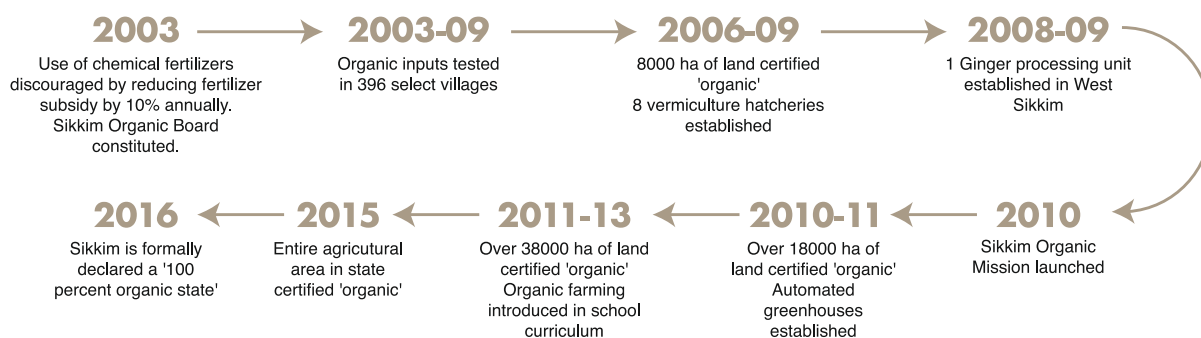 2003
Use of chemical fertilizers
discouraged by reducing fertilizer
subsidy by 10% annually.
Sikkim Organic Board
constituted.
2003-09
Organic inputs tested
in 396 select villages
2006-09
8000 ha of land certified
'organic'
8 vermiculture hatcheries
established
2008-09
1 Ginger processing unit
established in West
Sikkim
2010
Sikkim Organic
Mission launched
2010-11
Over 18000 ha of
land certified 'organic'
Automated
greenhouses
established
2011-13
Over 38000 ha of land
certified 'organic'
Organic farming
introduced in school
curriculum
2015
Entire agricutural
area in state
certified 'organic'
2016
Sikkim is formally
declared a '100
percent organic state'